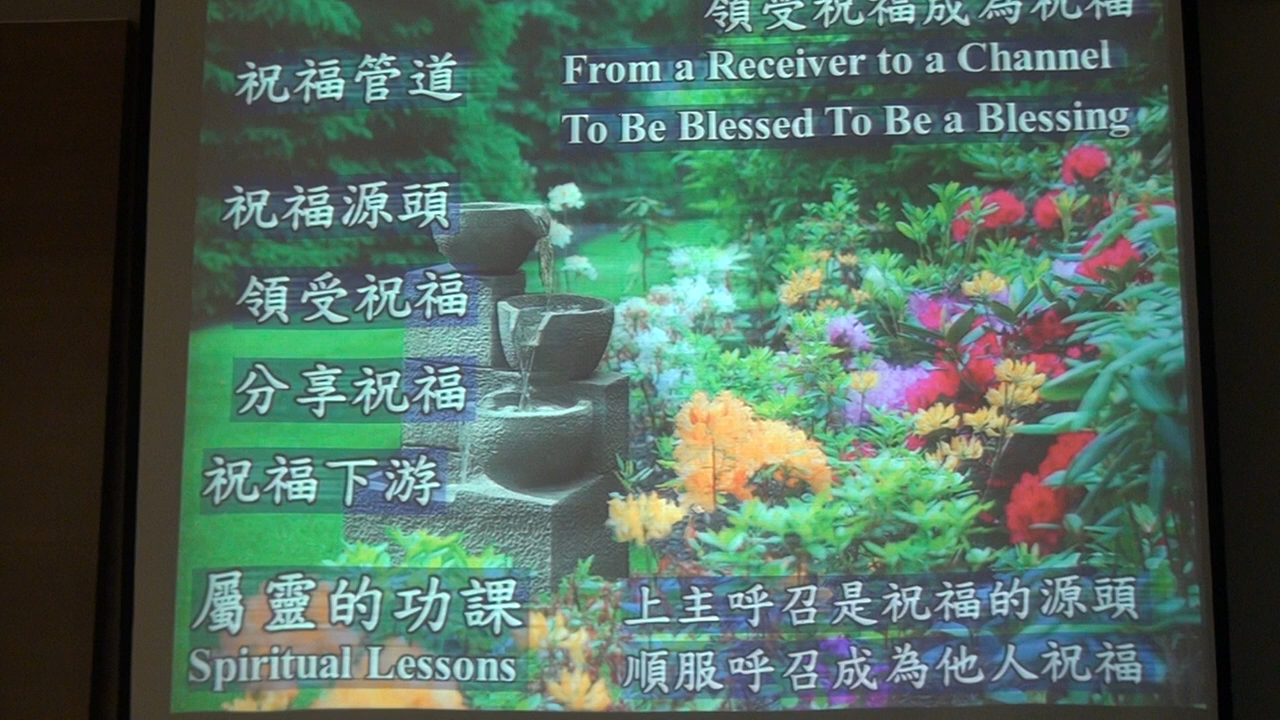 領受祝福成為祝福
祝福管道
From a Receiver to a Channel
To Be Blessed To Be a Blessing
祝福源頭
領受祝福
分享祝福
祝福下游
屬靈的功課
Spiritual Lessons
上主呼召是祝福的源頭
順服呼召成為他人祝福